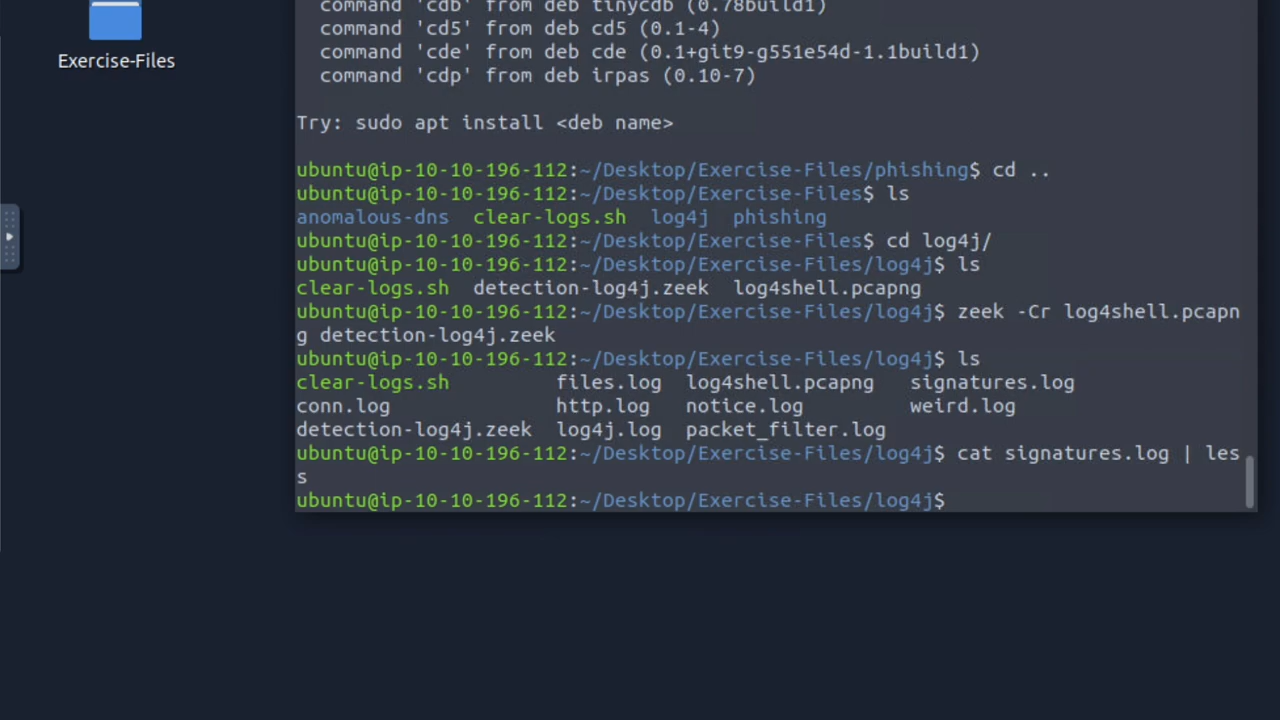 Exercise-Files
command 'cdb' from deb tinycdb (0.78build1)
command 'cd5' from deb cd5 (0.1-4)
command 'cde' from deb cde (0.1+git9-g551e54d-1.1build1)
command 'cdp' from deb irpas (0.10-7)
Try: sudo apt install <deb name>
ubuntu@ip-10-10-196-112:~/Desktop/Exercise-Files/phishing$ cd ..
ubuntu@ip-10-10-196-112:~/Desktop/Exercise-Files$ ls
anomalous-dns  clear-logs.sh  log4j  phishing
ubuntu@ip-10-10-196-112:~/Desktop/Exercise-Files$ cd log4j/
ubuntu@ip-10-10-196-112:~/Desktop/Exercise-Files/log4j$ ls
clear-logs.sh  detection-log4j.zeek  log4shell.pcapng
ubuntu@ip-10-10-196-112:~/Desktop/Exercise-Files/log4j$ zeek -Cr log4shell.pcapn
g detection-log4j.zeek
ubuntu@ip-10-10-196-112:~/Desktop/Exercise-Files/log4j$ ls
clear-logs.sh         files.log  log4shell.pcapng   signatures.log
conn.log              http.log   notice.log         weird.log
detection-log4j.zeek  log4j.log  packet_filter.log
ubuntu@ip-10-10-196-112:~/Desktop/Exercise-Files/log4j$ cat signatures.log | les
s
ubuntu@ip-10-10-196-112:~/Desktop/Exercise-Files/log4j$